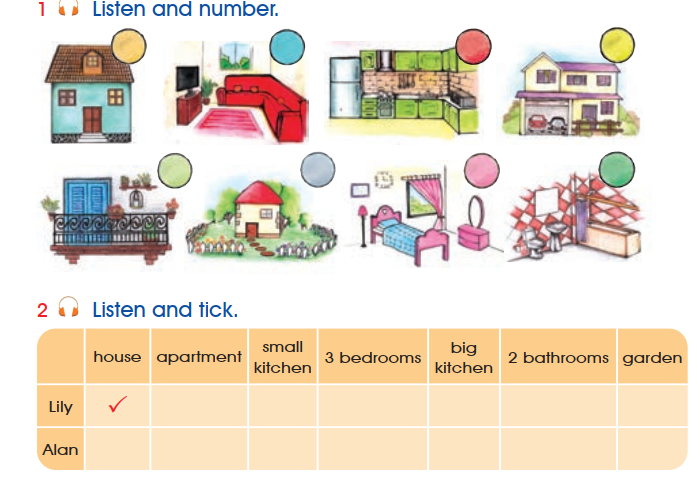 1 Listen and number.
2 Listen and tick.
house apartment small kitchen 3 bedrooms big kitchen 2 bathrooms garden
Lily ✓
Alan